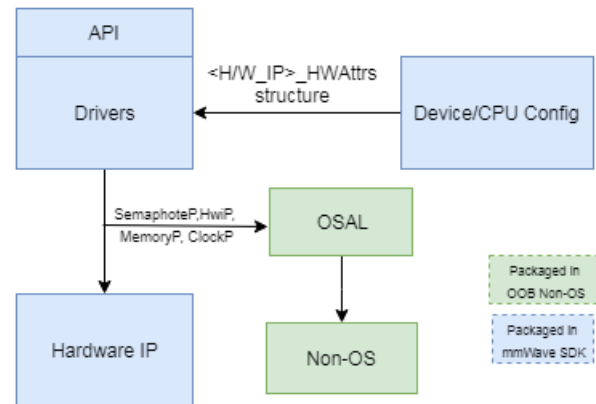 API
Drivers
<H/W_IP>_HWAttrs
structure
Device/CPU Config
SemaphoteP,HwiP,
MemoryP, ClockP
OSAL
Packaged In
OOB Non-OS
Packaged In
mmWave SDK
Hardware IP
Non-OS